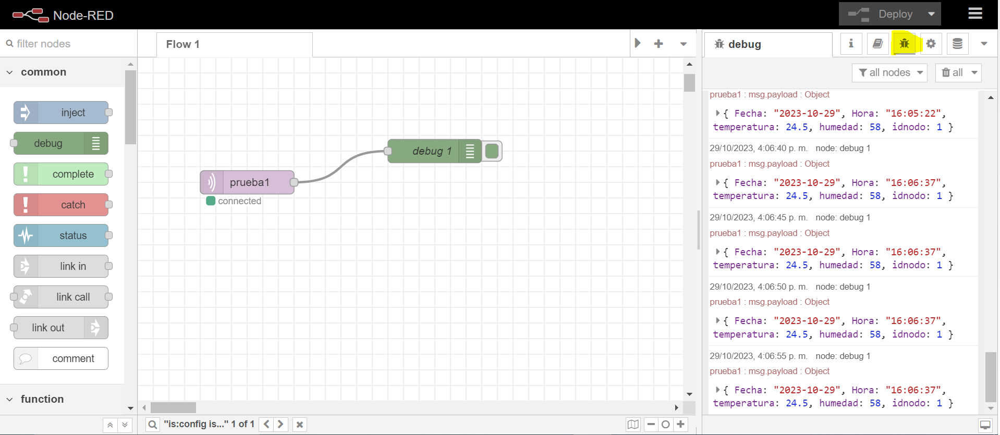 Node-RED
Deploy
filter nodes
Flow 1
debug
common
all nodes
all
inject
debug
complete
catch
status
link in
link call
link out
comment
function
prueba1
connected
debug 1
"is:config is..." 1 of 1
prueba1 : msg.payload : Object
{ Fecha: "2023-10-29", Hora: "16:05:22",
temperatura: 24.5, humedad: 58, idnodo: 1 }
29/10/2023, 4:06:40 p. m. node: debug 1
prueba1 : msg.payload : Object
{ Fecha: "2023-10-29", Hora: "16:06:37",
temperatura: 24.5, humedad: 58, idnodo: 1 }
29/10/2023, 4:06:45 p. m. node: debug 1
prueba1 : msg.payload : Object
{ Fecha: "2023-10-29", Hora: "16:06:37",
temperatura: 24.5, humedad: 58, idnodo: 1 }
29/10/2023, 4:06:50 p. m. node: debug 1
prueba1 : msg.payload : Object
{ Fecha: "2023-10-29", Hora: "16:06:37",
temperatura: 24.5, humedad: 58, idnodo: 1 }
29/10/2023, 4:06:55 p. m. node: debug 1
prueba1 : msg.payload : Object
{ Fecha: "2023-10-29", Hora: "16:06:37",
temperatura: 24.5, humedad: 58, idnodo: 1 }